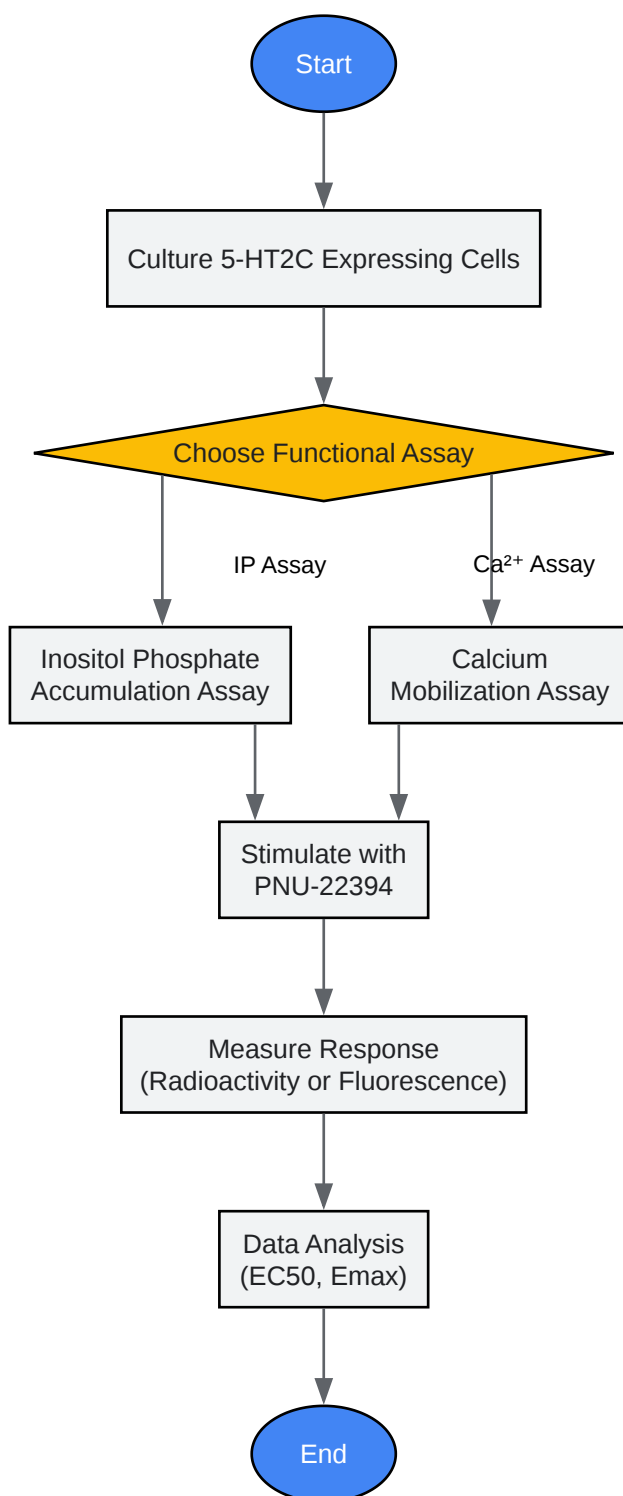 Start
Culture 5-HT2C Expressing Cells
Choose Functional Assay
IP Assay
Ca²⁺ Assay
Inositol Phosphate
Accumulation Assay
Calcium
Mobilization Assay
Stimulate with
PNU-22394
Measure Response
(Radioactivity or Fluorescence)
Data Analysis
(EC50, Emax)
End